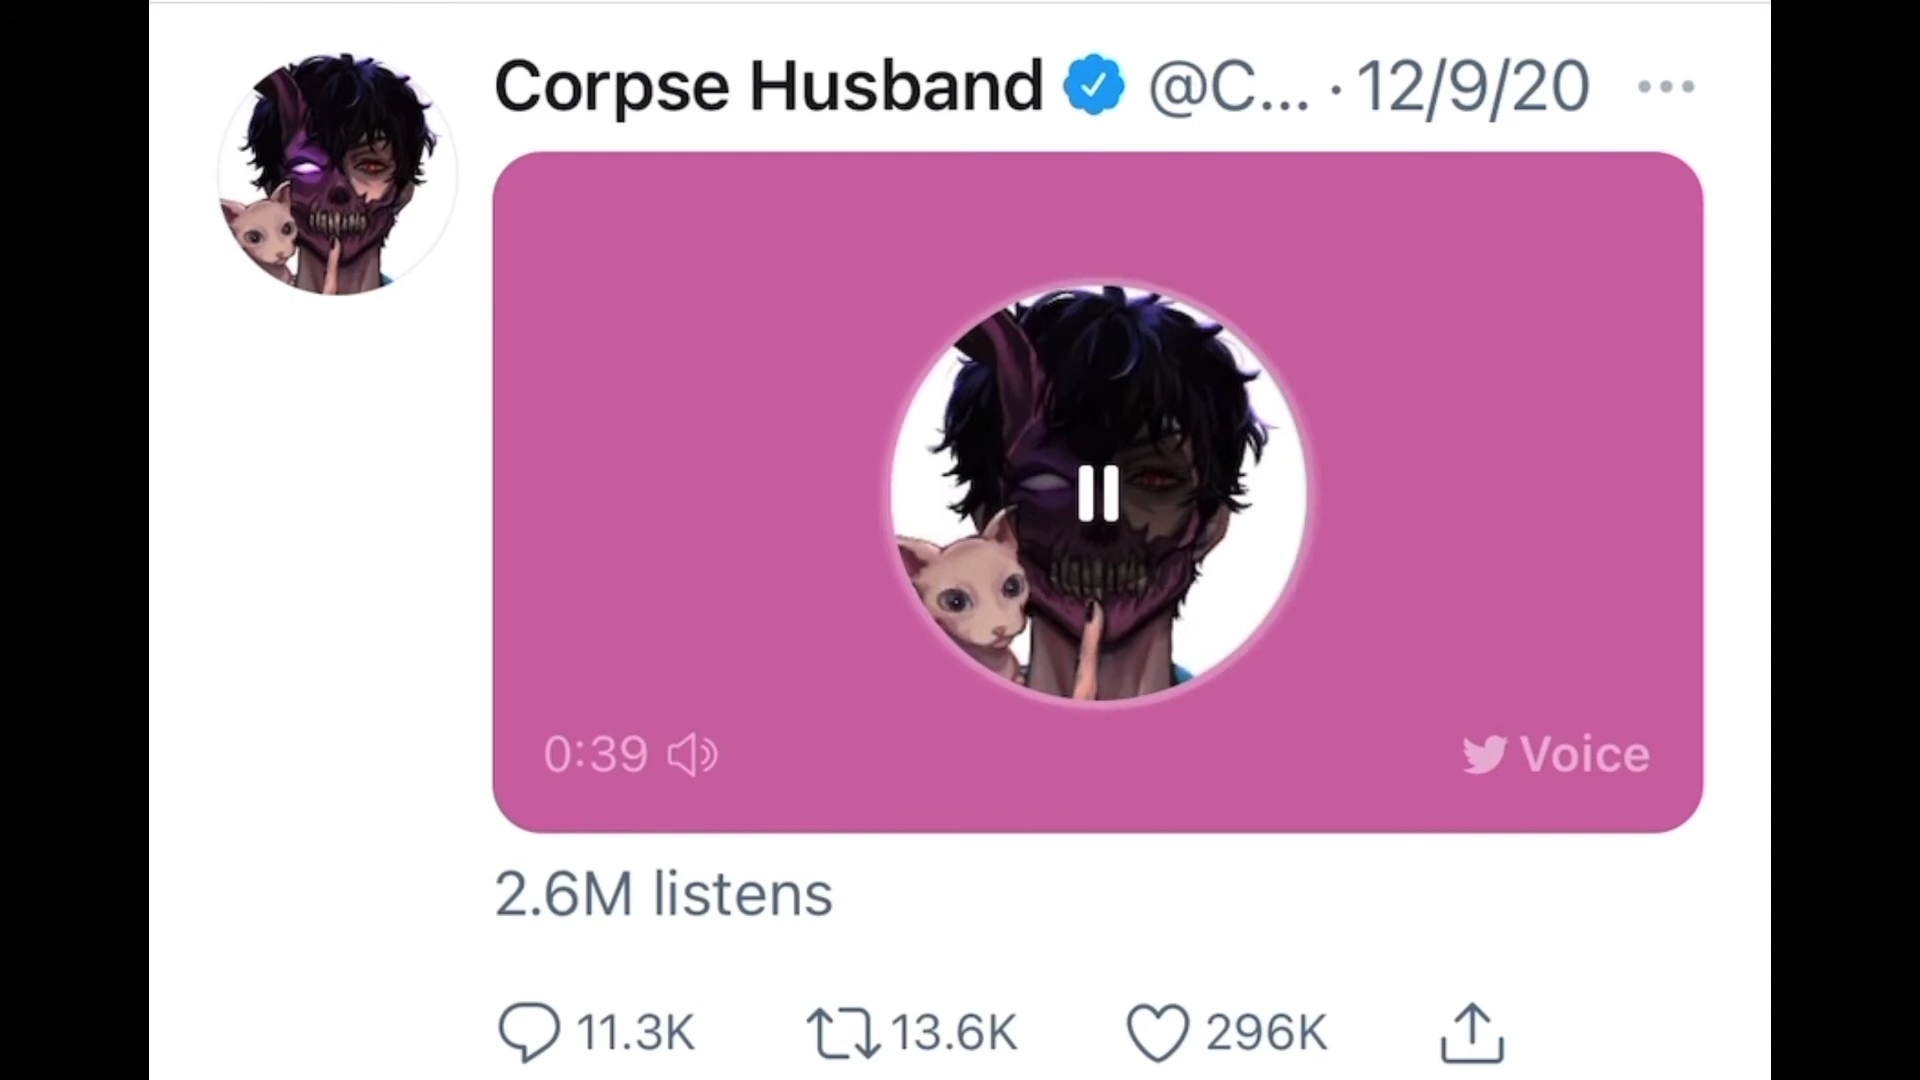 Corpse Husband @C... · 12/9/20
0:39
Voice
2.6M listens
11.3K 13.6K 296K